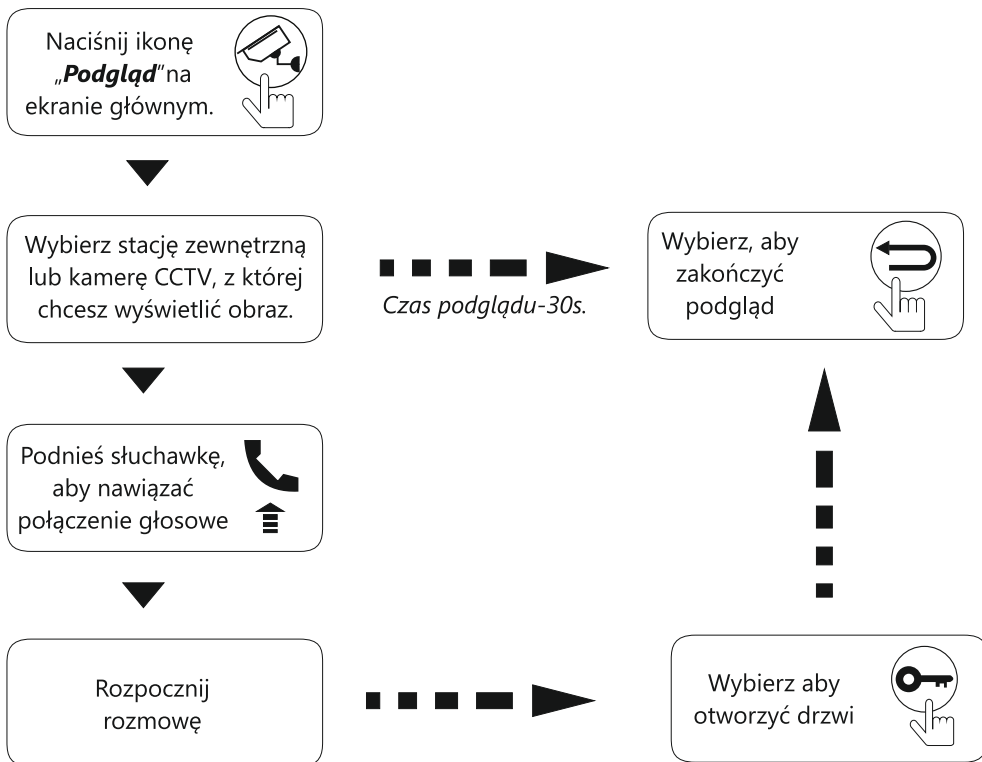 Naciśnij ikonę
„Podgląd"na
ekranie głównym.
Wybierz stację zewnętrzną
lub kamerę CCTV, z której
chcesz wyświetlić obraz.
Czas podglądu-30s.
Wybierz, aby
zakończyć
podgląd
Podnieś słuchawkę,
aby nawiązać
połączenie głosowe
Rozpocznij
rozmowę
Wybierz aby
otworzyć drzwi